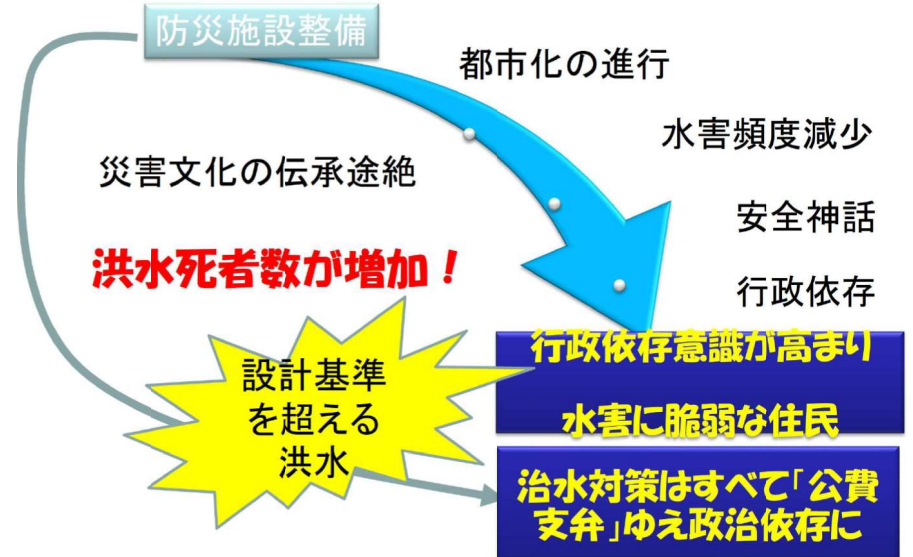 防災施設整備
都市化の進行
水害頻度減少
災害文化の伝承途絶
安全神話
洪水死者数が増加！
行政依存
行政依存意識が高まり
水害に脆弱な住民
設計基準
を超える
洪水
治水対策はすべて「公費
支弁」ゆえ政治依存に